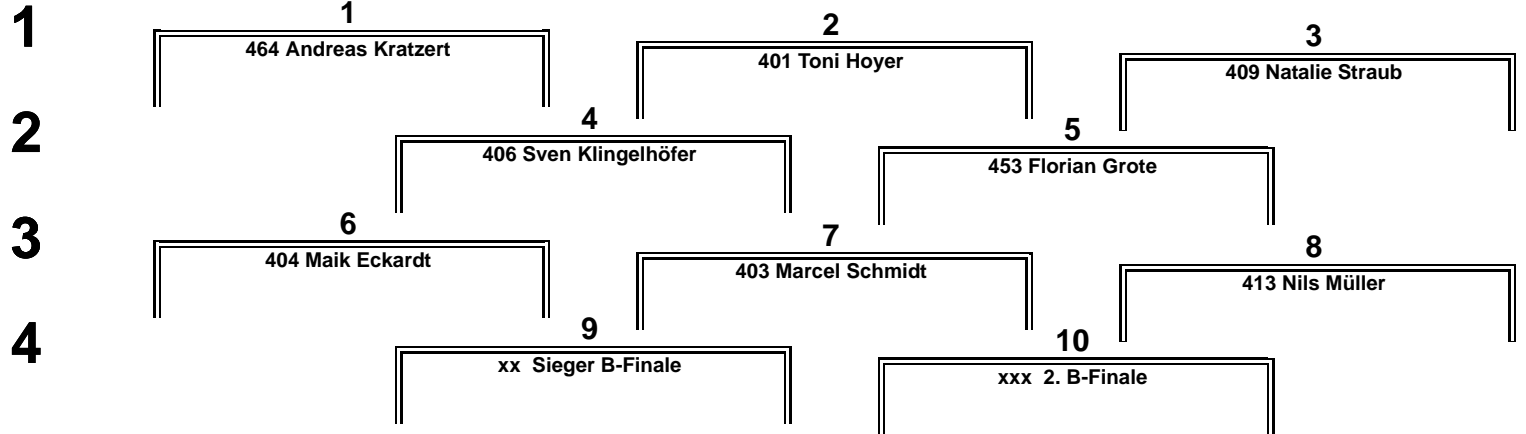 1
1
464 Andreas Kratzert
2
401 Toni Hoyer
3
409 Natalie Straub
2
4
406 Sven Klingelhöfer
5
453 Florian Grote
3
6
404 Maik Eckardt
7
403 Marcel Schmidt
8
413 Nils Müller
4
9
xx Sieger B-Finale
10
xxx 2. B-Finale